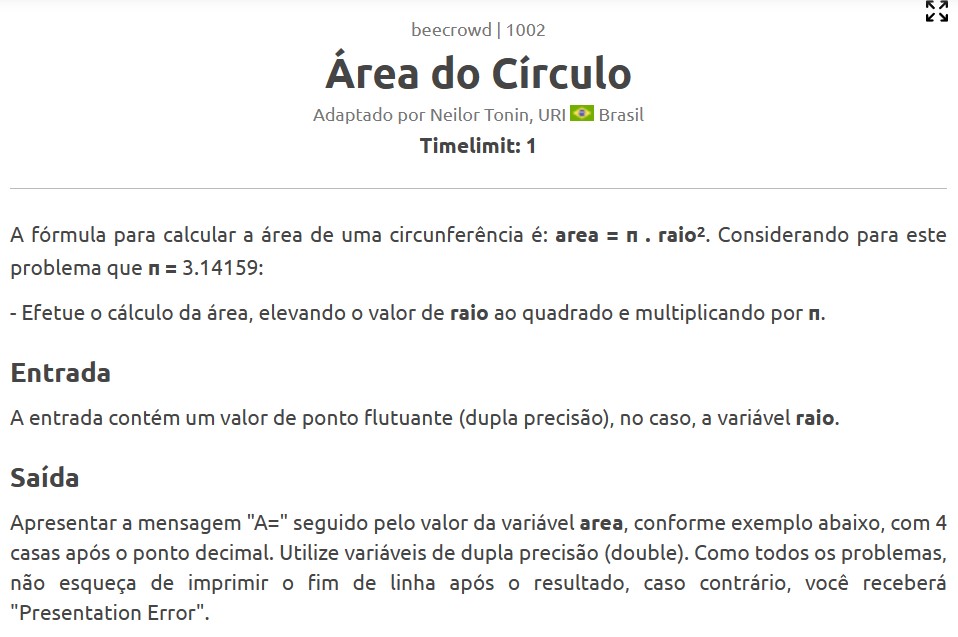 beecrowd | 1002
Área do Círculo
Adaptado por Neilor Tonin, URI Brasil
Timelimit: 1
A fórmula para calcular a área de uma circunferência é: area = π . raio². Considerando para este
problema que π = 3.14159:
- Efetue o cálculo da área, elevando o valor de raio ao quadrado e multiplicando por π.
Entrada
A entrada contém um valor de ponto flutuante (dupla precisão), no caso, a variável raio.
Saída
Apresentar a mensagem "A=" seguido pelo valor da variável area, conforme exemplo abaixo, com 4
casas após o ponto decimal. Utilize variáveis de dupla precisão (double). Como todos os problemas,
não esqueça de imprimir o fim de linha após o resultado, caso contrário, você receberá
"Presentation Error".